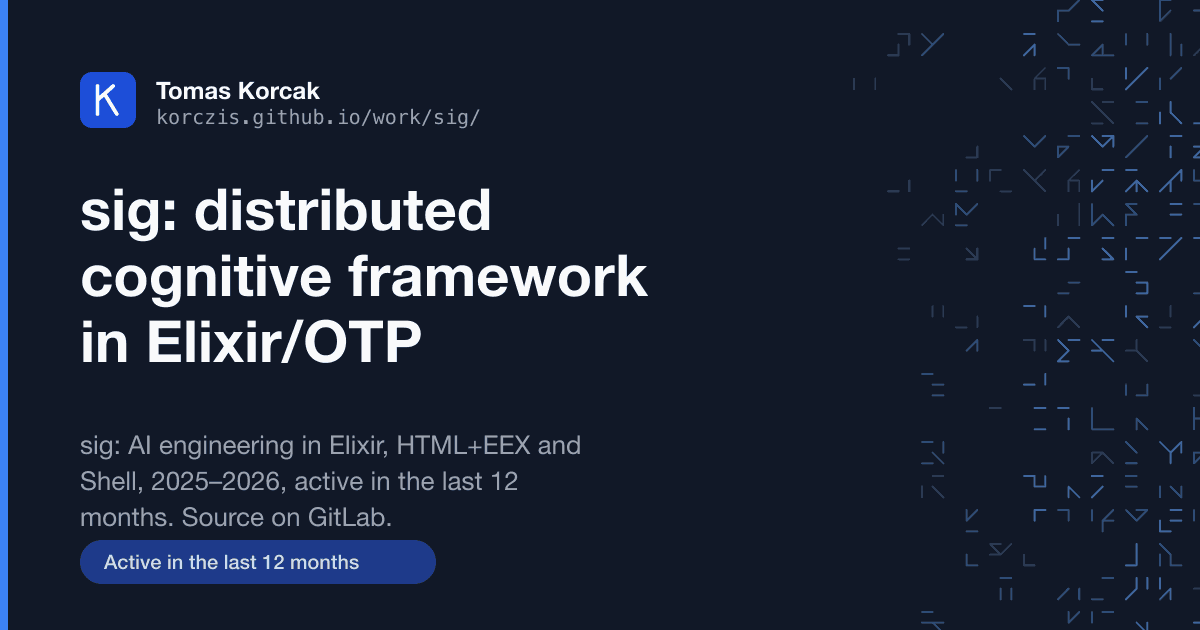 K
Tomas Korcak
korczis.github.io/work/sig/
sig: distributed
cognitive framework
in Elixir/OTP
sig: AI engineering in Elixir, HTML+EEX and
Shell, 2025–2026, active in the last 12
months. Source on GitLab.
Active in the last 12 months